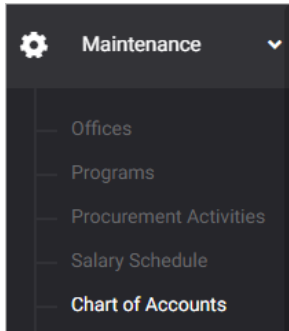 Maintenance
Offices
Programs
Procurement Activities
Salary Schedule
Chart of Accounts